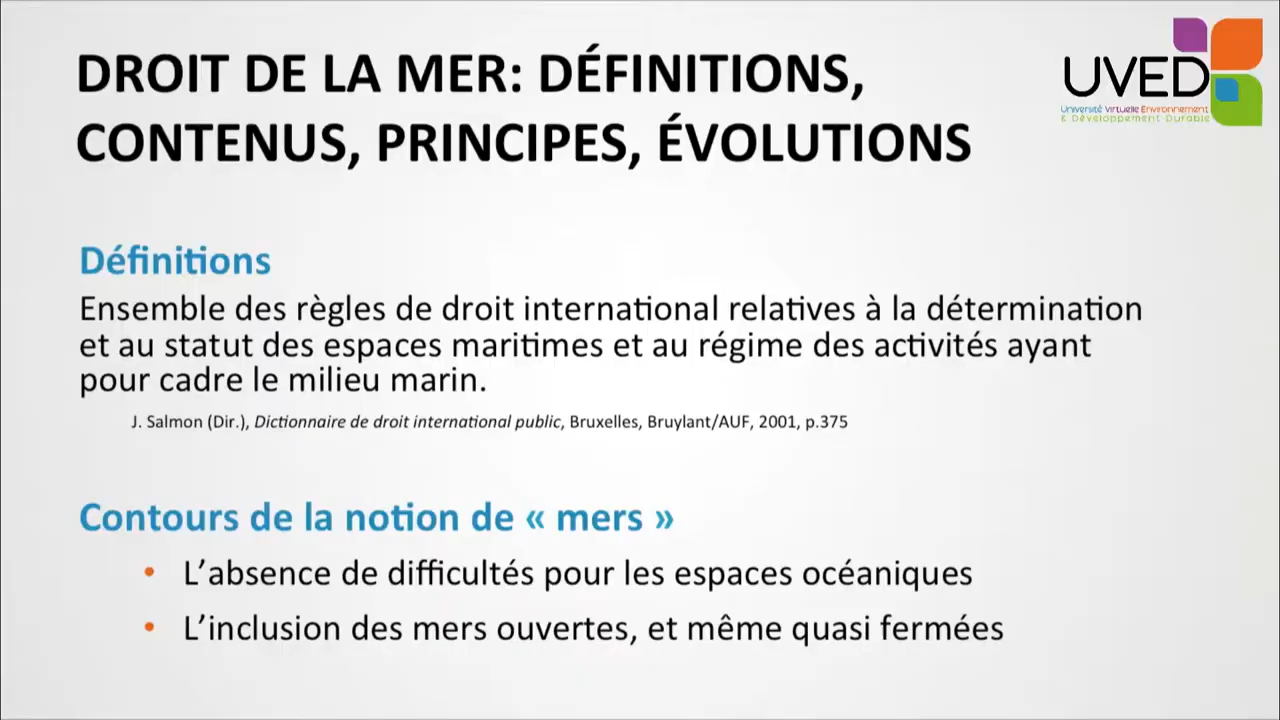 DROIT DE LA MER: DÉFINITIONS,
CONTENUS, PRINCIPES, ÉVOLUTIONS
UVED
Université Virtuelle Environnement
& Développement Durable
Définitions
Ensemble des règles de droit international relatives à la détermination
et au statut des espaces maritimes et au régime des activités ayant
pour cadre le milieu marin.
J. Salmon (Dir.), Dictionnaire de droit international public, Bruxelles, Bruylant/AUF, 2001, p.375
Contours de la notion de « mers »
• L’absence de difficultés pour les espaces océaniques
• L’inclusion des mers ouvertes, et même quasi fermées